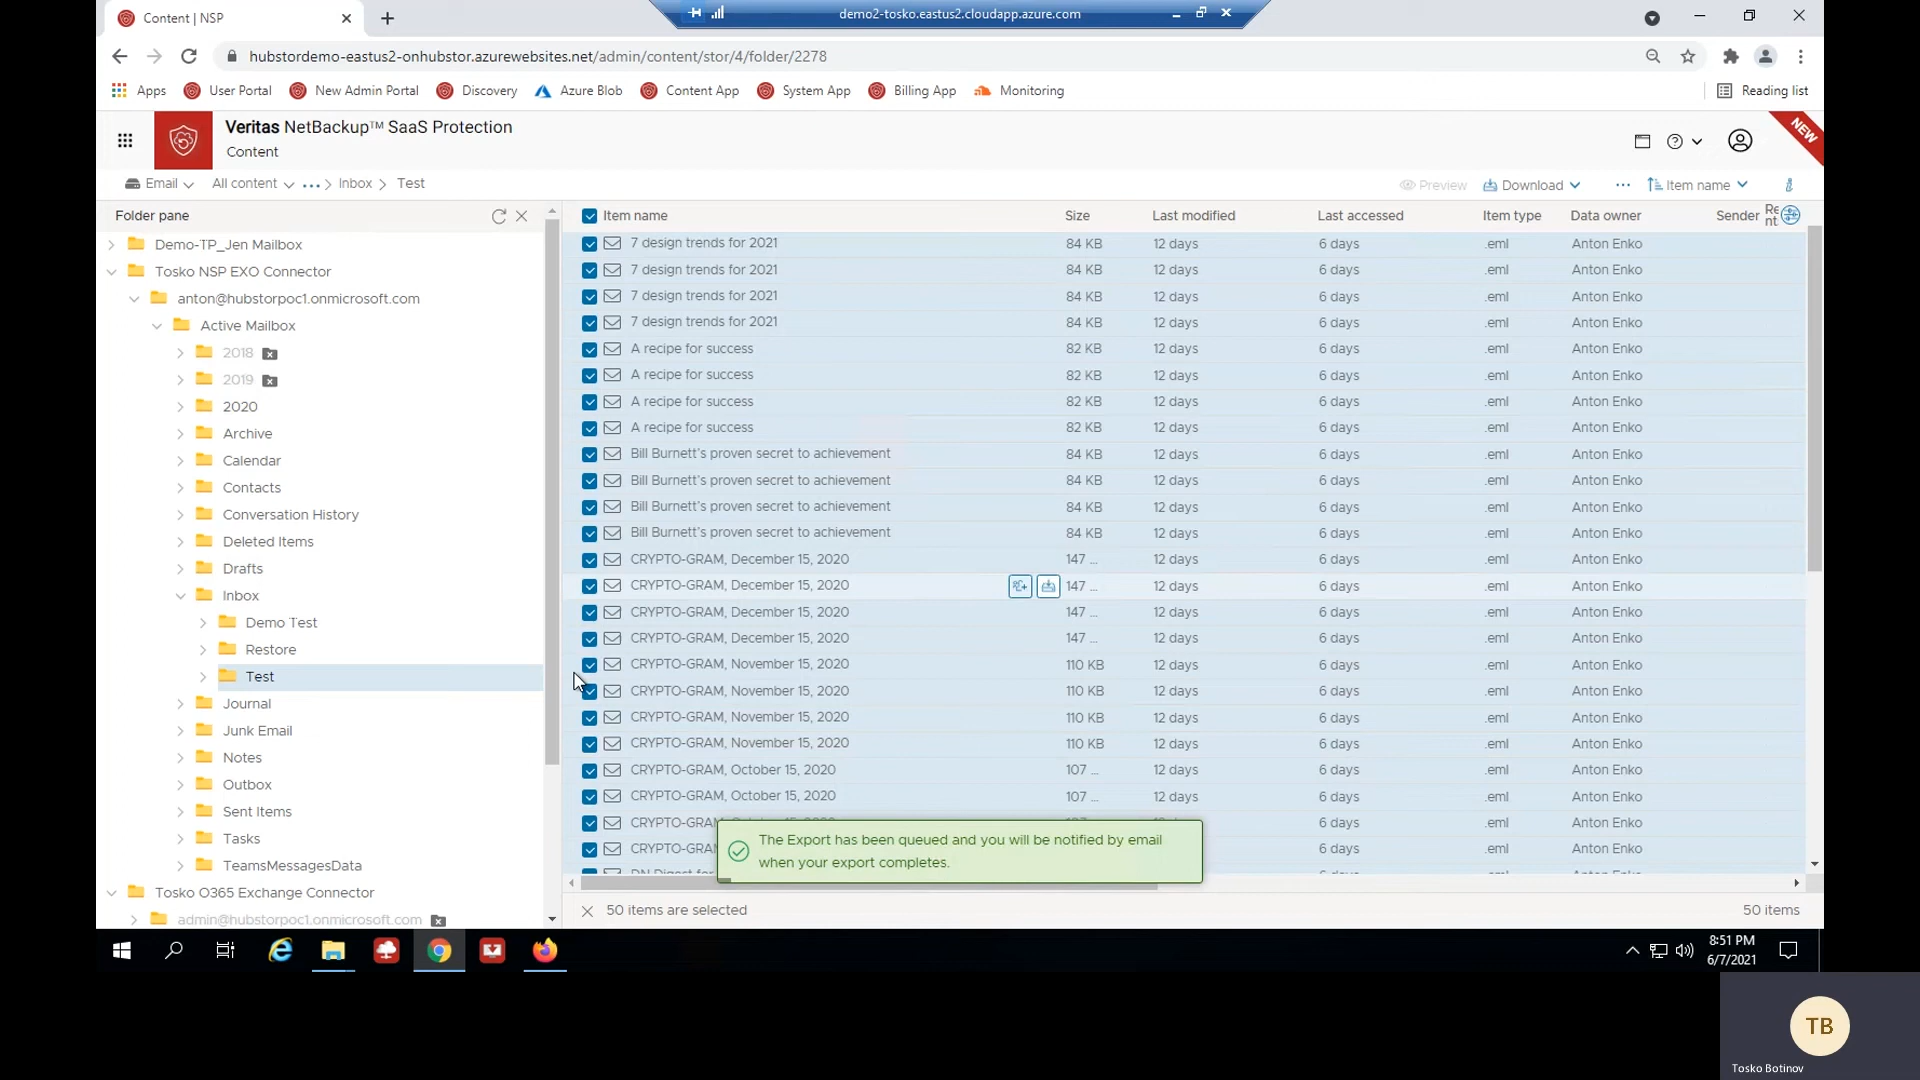 Content | NSP
demo2-tosko.eastus2.cloudapp.azure.com
hubstordemo-eastus2-onhubstor.azurewebsites.net/admin/content/stor/4/folder/2278
Apps User Portal New Admin Portal Discovery Azure Blob Content App System App Billing App Monitoring Reading list
Veritas NetBackup™ SaaS Protection
Content
NEW
Email All content ... > Inbox > Test Preview Download ... Item name
Folder pane
Demo-TP_Jen Mailbox
Tosko NSP EXO Connector
anton@hubstorpoc1.onmicrosoft.com
Active Mailbox
2018
2019
2020
Archive
Calendar
Contacts
Conversation History
Deleted Items
Drafts
Inbox
Demo Test
Restore
Test
Journal
Junk Email
Notes
Outbox
Sent Items
Tasks
TeamsMessagesData
Tosko O365 Exchange Connector
admin@hubstorpoc1.onmicrosoft.com
Item name Size Last modified Last accessed Item type Data owner Sender Re
nt
7 design trends for 2021 84 KB 12 days 6 days .eml Anton Enko
7 design trends for 2021 84 KB 12 days 6 days .eml Anton Enko
7 design trends for 2021 84 KB 12 days 6 days .eml Anton Enko
7 design trends for 2021 84 KB 12 days 6 days .eml Anton Enko
A recipe for success 82 KB 12 days 6 days .eml Anton Enko
A recipe for success 82 KB 12 days 6 days .eml Anton Enko
A recipe for success 82 KB 12 days 6 days .eml Anton Enko
A recipe for success 82 KB 12 days 6 days .eml Anton Enko
Bill Burnett's proven secret to achievement 84 KB 12 days 6 days .eml Anton Enko
Bill Burnett's proven secret to achievement 84 KB 12 days 6 days .eml Anton Enko
Bill Burnett's proven secret to achievement 84 KB 12 days 6 days .eml Anton Enko
Bill Burnett's proven secret to achievement 84 KB 12 days 6 days .eml Anton Enko
CRYPTO-GRAM, December 15, 2020 147 ... 12 days 6 days .eml Anton Enko
CRYPTO-GRAM, December 15, 2020 147 ... 12 days 6 days .eml Anton Enko
CRYPTO-GRAM, December 15, 2020 147 ... 12 days 6 days .eml Anton Enko
CRYPTO-GRAM, December 15, 2020 147 ... 12 days 6 days .eml Anton Enko
CRYPTO-GRAM, November 15, 2020 110 KB 12 days 6 days .eml Anton Enko
CRYPTO-GRAM, November 15, 2020 110 KB 12 days 6 days .eml Anton Enko
CRYPTO-GRAM, November 15, 2020 110 KB 12 days 6 days .eml Anton Enko
CRYPTO-GRAM, November 15, 2020 110 KB 12 days 6 days .eml Anton Enko
CRYPTO-GRAM, October 15, 2020 107 ... 12 days 6 days .eml Anton Enko
CRYPTO-GRAM, October 15, 2020 107 ... 12 days 6 days .eml Anton Enko
CRYPTO-GRAM 6 days .eml Anton Enko
CRYPTO-GRA 6 days .eml Anton Enko
The Export has been queued and you will be notified by email
when your export completes.
50 items are selected 50 items
8:51 PM
6/7/2021
TB
Tosko Botinov